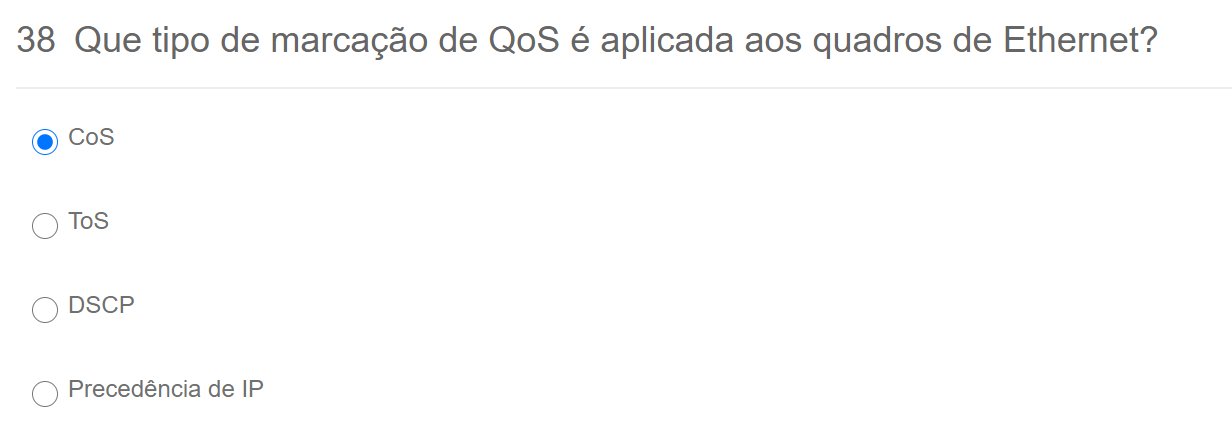 38 Que tipo de marcação de QoS é aplicada aos quadros de Ethernet?
CoS
ToS
DSCP
Precedência de IP